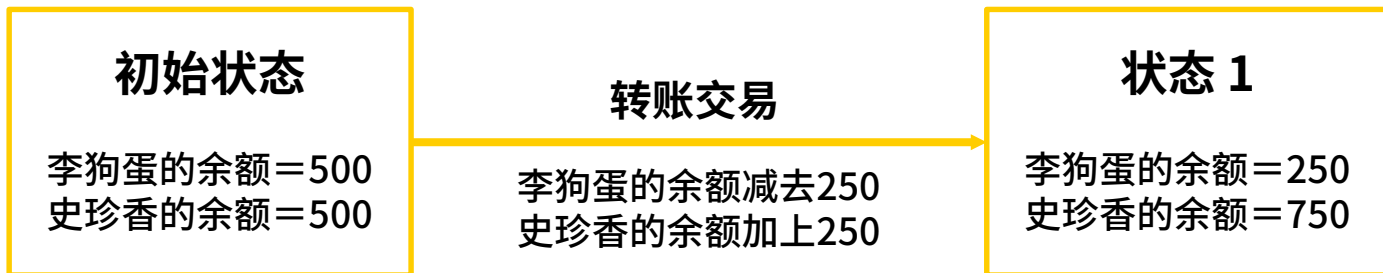 初始状态
李狗蛋的余额＝500
史珍香的余额＝500
转账交易
李狗蛋的余额减去250
史珍香的余额加上250
状态 1
李狗蛋的余额＝250
史珍香的余额＝750